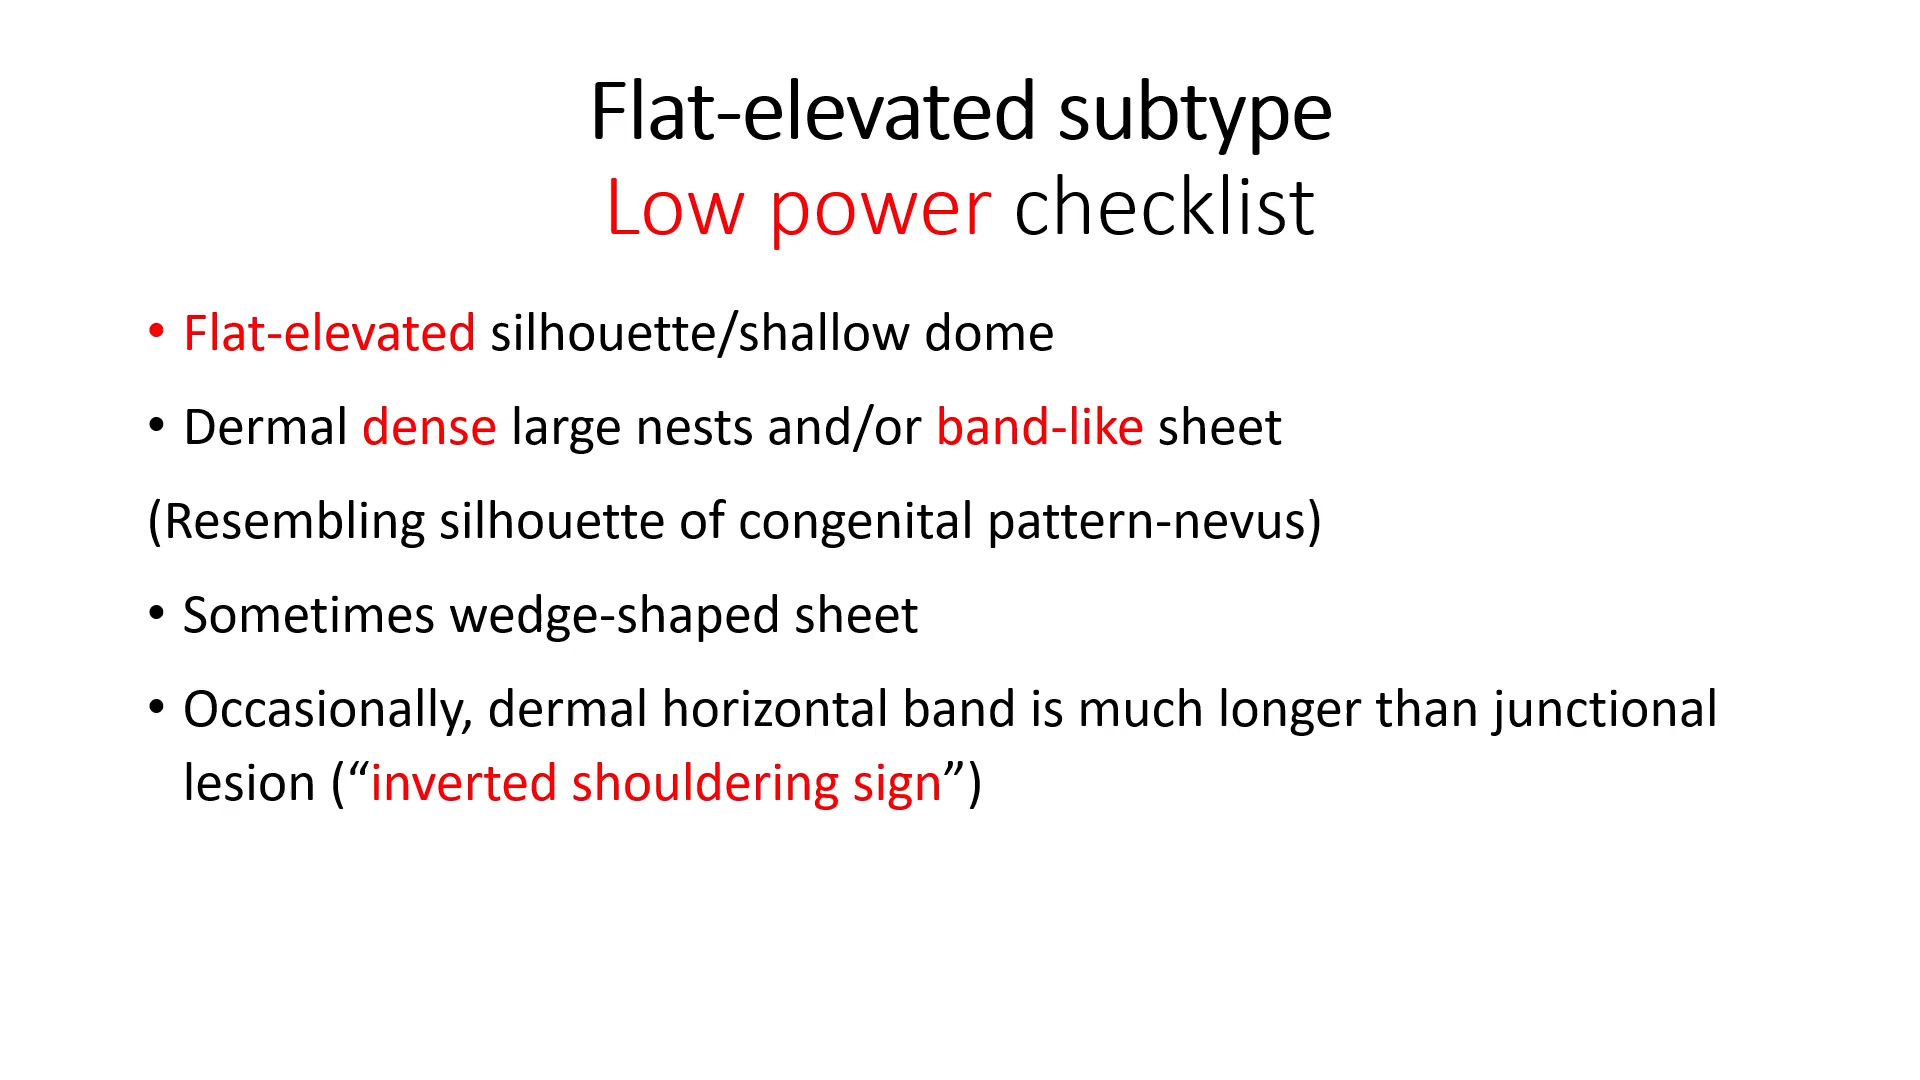 Flat-elevated subtype
Low power checklist
• Flat-elevated silhouette/shallow dome
• Dermal dense large nests and/or band-like sheet
(Resembling silhouette of congenital pattern-nevus)
• Sometimes wedge-shaped sheet
• Occasionally, dermal horizontal band is much longer than junctional
lesion (“inverted shouldering sign”)